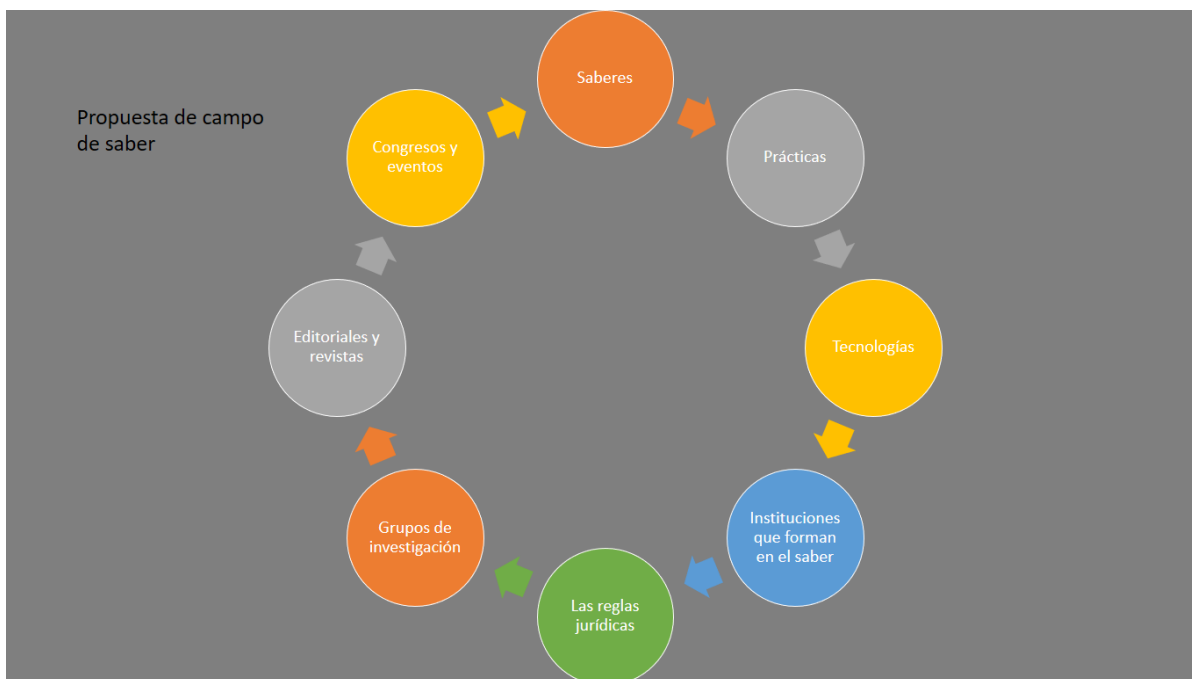 Propuesta de campo
de saber
Saberes
Prácticas
Tecnologías
Instituciones
que forman
en el saber
Las reglas
jurídicas
Grupos de
investigación
Editoriales y
revistas
Congresos y
eventos